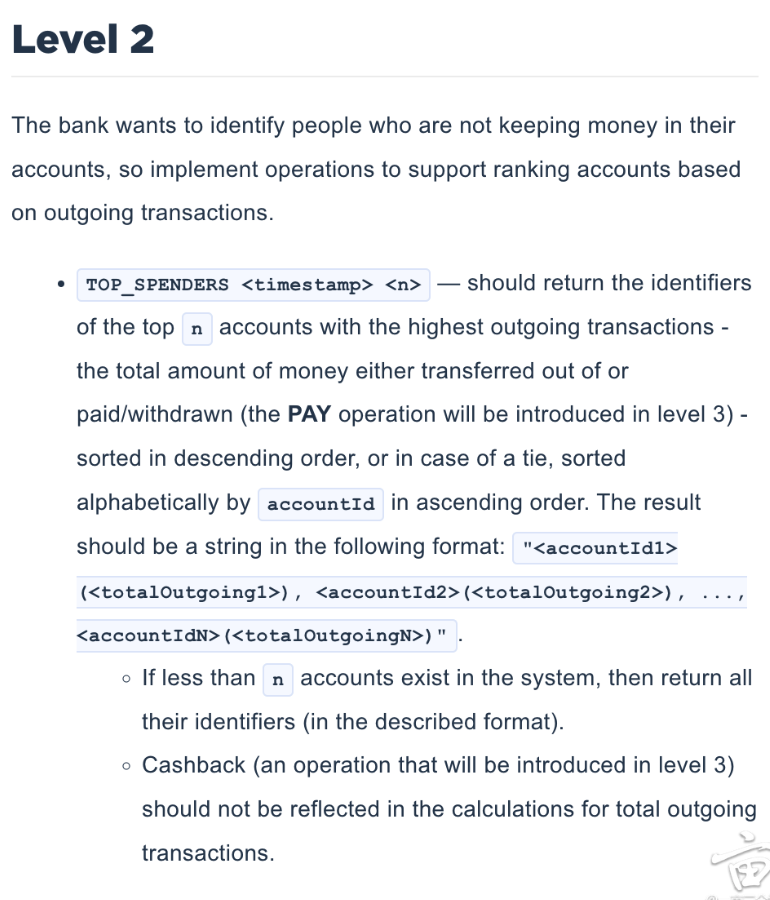 Level 2
The bank wants to identify people who are not keeping money in their
accounts, so implement operations to support ranking accounts based
on outgoing transactions.
• TOP_SPENDERS <timestamp> <n> — should return the identifiers
of the top n accounts with the highest outgoing transactions -
the total amount of money either transferred out of or
paid/withdrawn (the PAY operation will be introduced in level 3) -
sorted in descending order, or in case of a tie, sorted
alphabetically by accountId in ascending order. The result
should be a string in the following format: "<accountId1>
(<totalOutgoing1>), <accountId2>(<totalOutgoing2>), ...,
<accountIdN>(<totalOutgoingN>)".
◦ If less than n accounts exist in the system, then return all
their identifiers (in the described format).
◦ Cashback (an operation that will be introduced in level 3)
should not be reflected in the calculations for total outgoing
transactions.